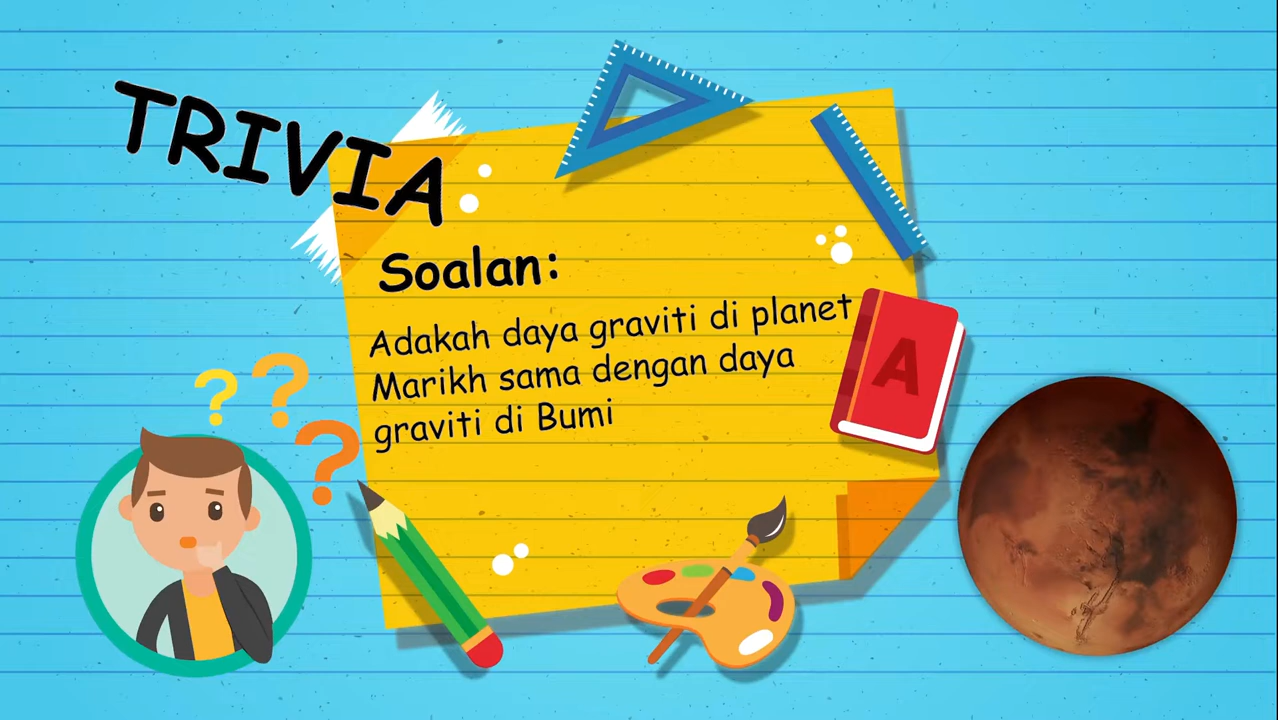 TRIVIA
Soalan:
Adakah daya graviti di planet
Marikh sama dengan daya
graviti di Bumi
A